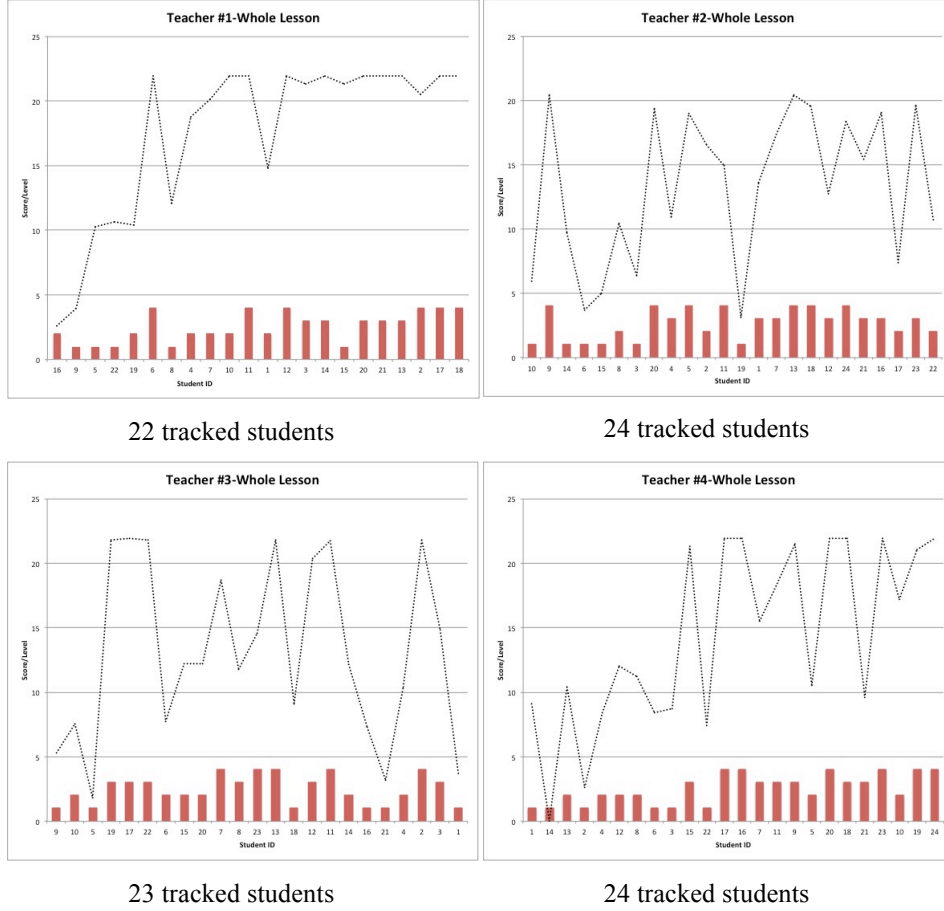 Teacher #1-Whole Lesson
25
20
15
10
5
0
Score/Level
16 9 5 22 19 6 8 4 7 10 11 1 12 3 14 15 20 21 13 2 17 18
Student ID
22 tracked students
Teacher #2-Whole Lesson
25
20
15
10
5
0
Score/Level
10 9 14 6 15 8 3 20 4 5 2 11 19 1 7 13 18 12 24 21 16 17 23 22
Student ID
24 tracked students
Teacher #3-Whole Lesson
25
20
15
10
5
0
Score/Level
9 10 5 19 17 22 6 15 20 7 8 23 13 18 12 11 14 16 21 4 2 3 1
Student ID
23 tracked students
Teacher #4-Whole Lesson
25
20
15
10
5
0
Score/Level
1 14 13 2 4 12 8 6 3 15 22 17 16 7 11 9 5 20 18 21 23 10 19 24
Student ID
24 tracked students